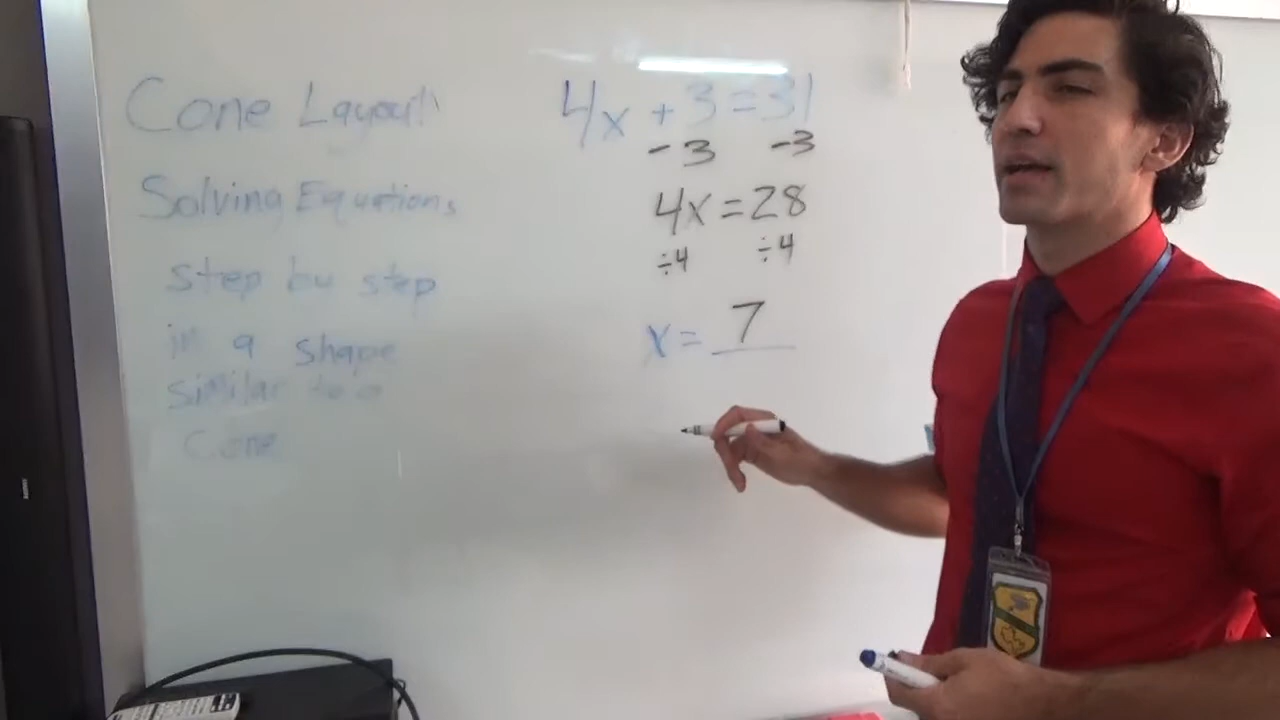 Cone Layout
Solving Equations
step by step
in a shape
similar to a
Cone
4x + 3 = 31
-3 -3
4x = 28
÷4 ÷4
x = 7